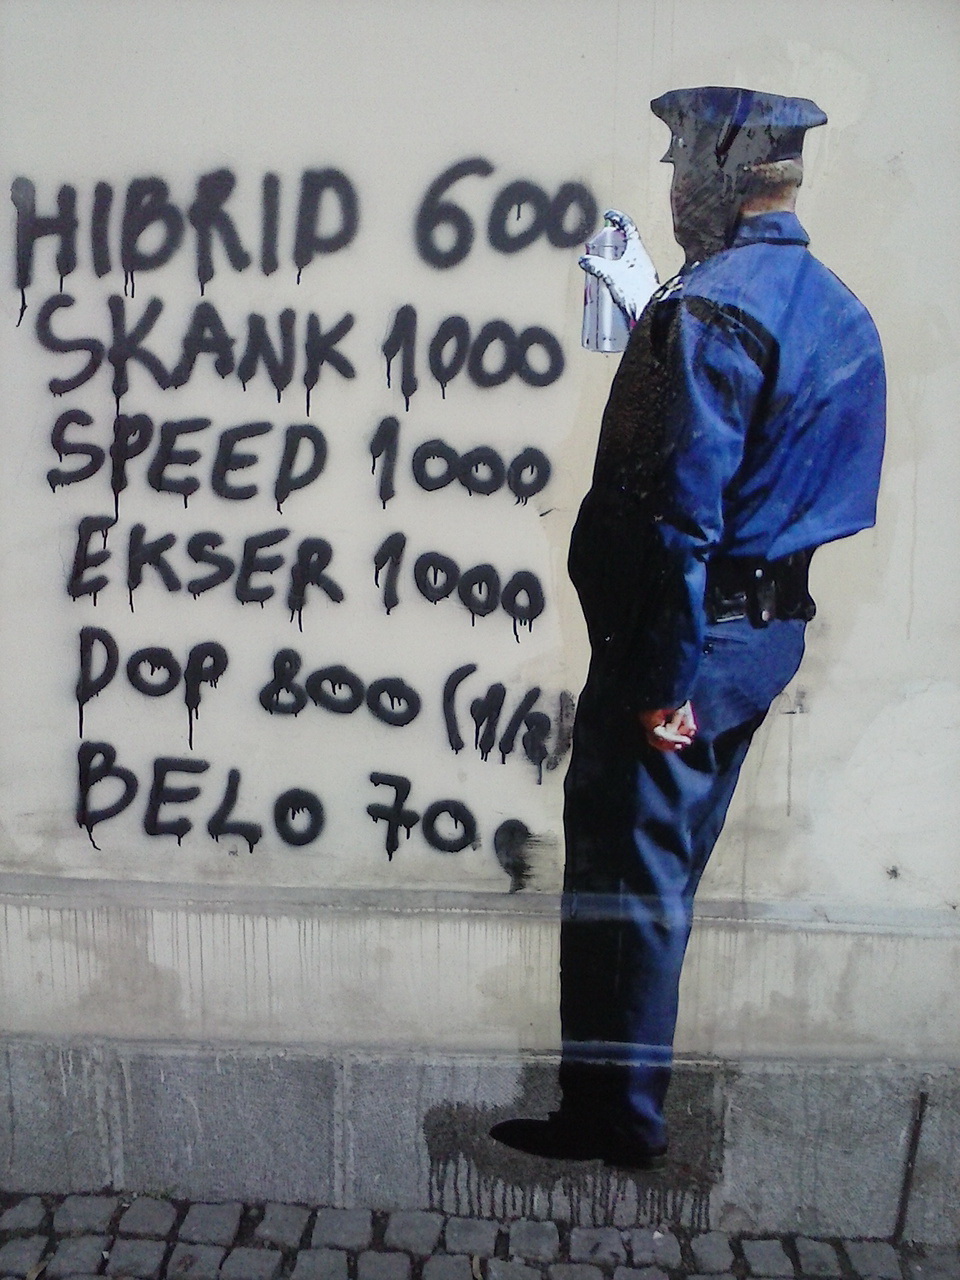 HIBRID 600
SKANK 1000
SPEED 1000
EKSER 1000
DOP 800 (1/2
BELO 70